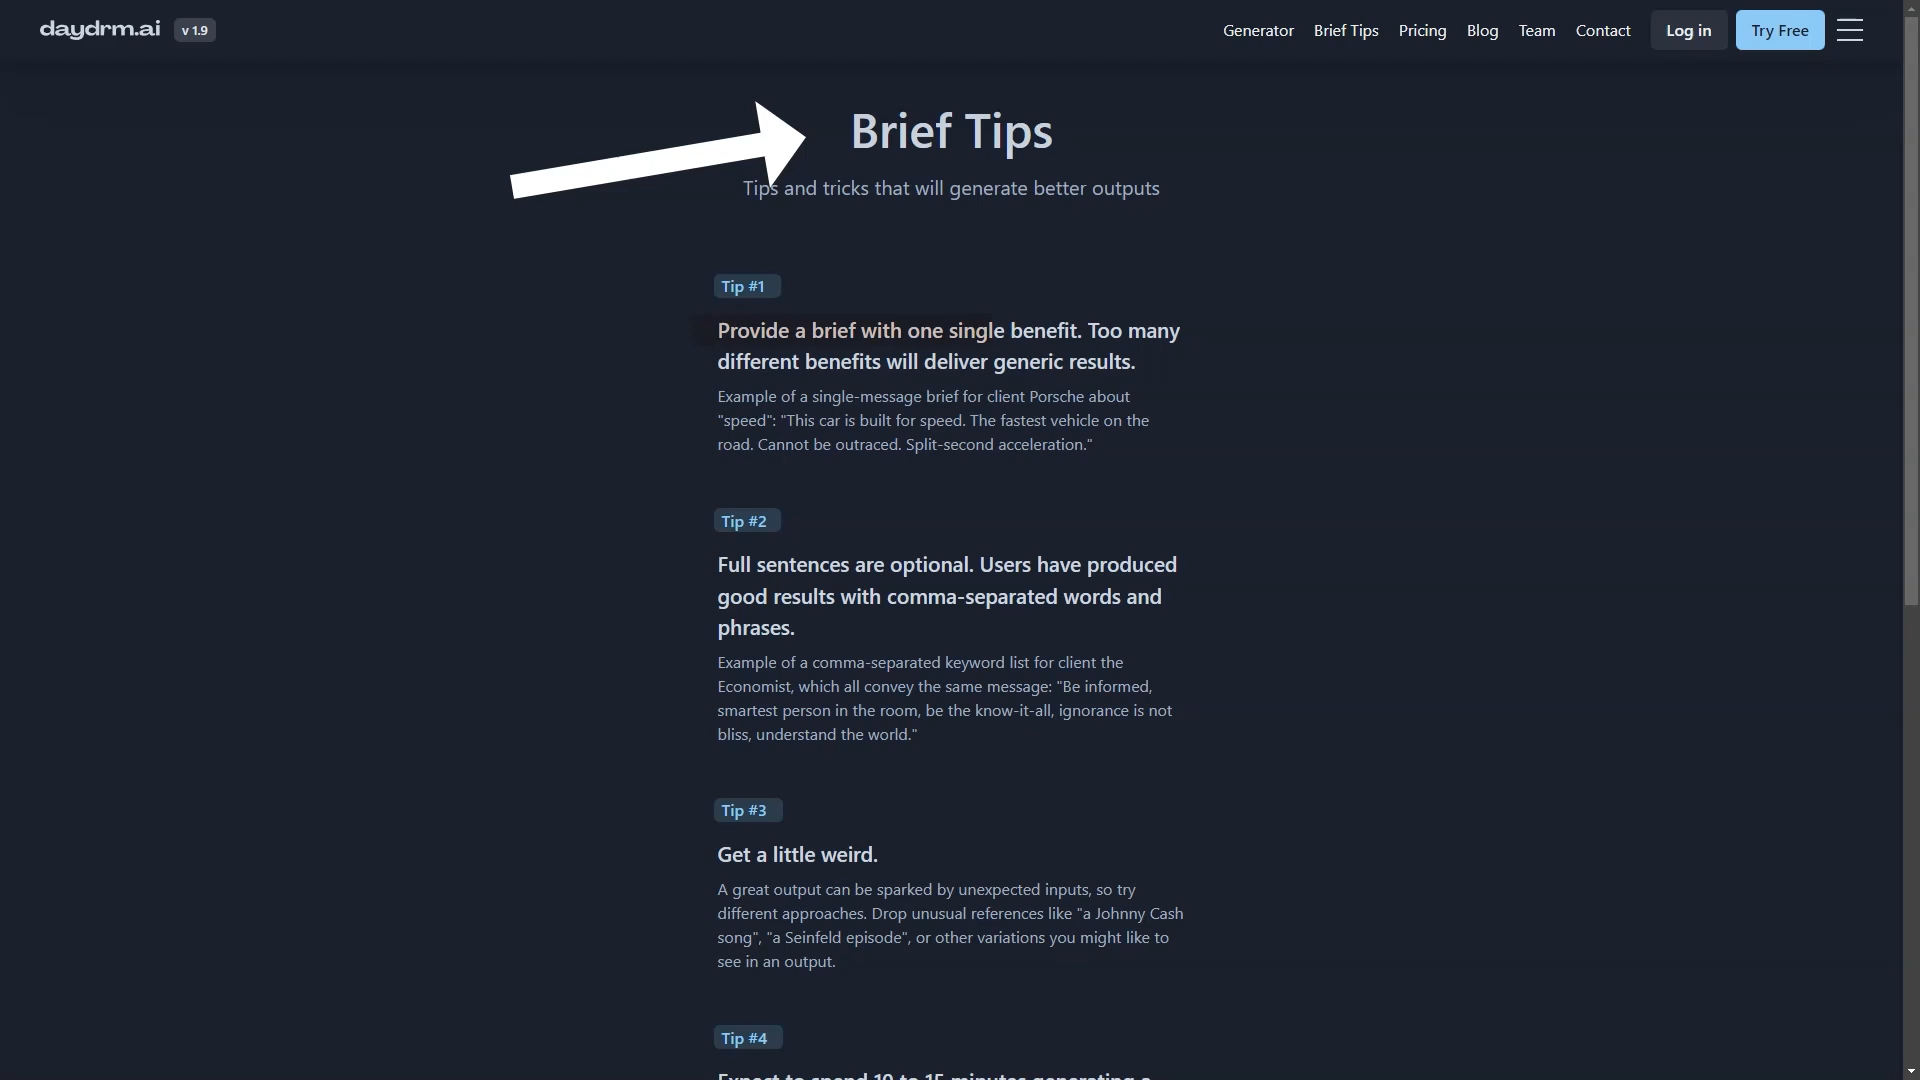 daydrm.ai v 1.9 Generator Brief Tips Pricing Blog Team Contact Log in Try Free
Brief Tips
Tips and tricks that will generate better outputs
Tip #1
Provide a brief with one single benefit. Too many
different benefits will deliver generic results.
Example of a single-message brief for client Porsche about
"speed": "This car is built for speed. The fastest vehicle on the
road. Cannot be outraced. Split-second acceleration."
Tip #2
Full sentences are optional. Users have produced
good results with comma-separated words and
phrases.
Example of a comma-separated keyword list for client the
Economist, which all convey the same message: "Be informed,
smartest person in the room, be the know-it-all, ignorance is not
bliss, understand the world."
Tip #3
Get a little weird.
A great output can be sparked by unexpected inputs, so try
different approaches. Drop unusual references like "a Johnny Cash
song", "a Seinfeld episode", or other variations you might like to
see in an output.
Tip #4
Expect to spend 10 to 15 minutes generating a